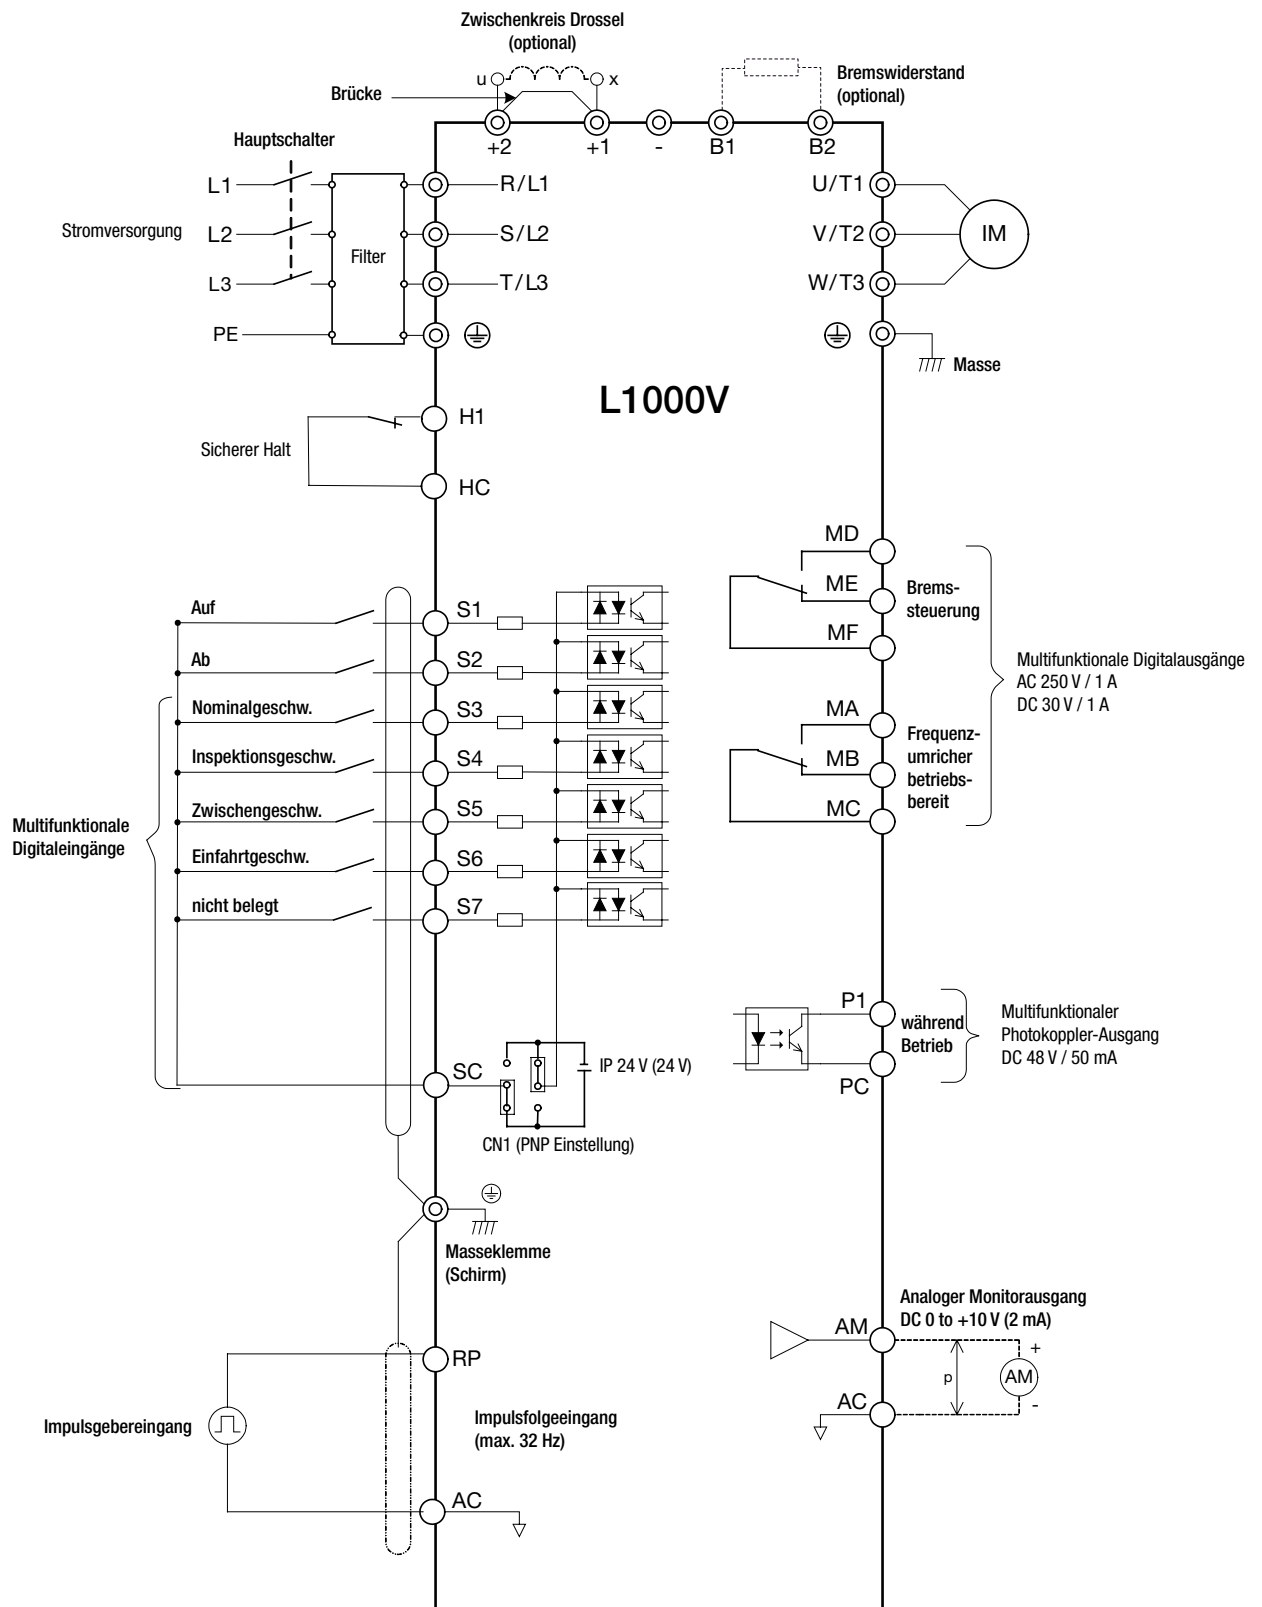 Zwischenkreis Drossel
(optional)
u
x
Brücke
Bremswiderstand
(optional)
+2
+1
-
B1
B2
Hauptschalter
L1
R/L1
U/T1
Stromversorgung
L2
Filter
S/L2
V/T2
IM
L3
T/L3
W/T3
PE
Masse
L1000V
H1
Sicherer Halt
HC
MD
ME
MF
Brems-
steuerung
Auf
S1
Ab
S2
Nominalgeschw.
S3
Inspektionsgeschw.
S4
Zwischengeschw.
S5
Einfahrtgeschw.
S6
nicht belegt
S7
Multifunktionale
Digitaleingänge
Multifunktionale Digitalausgänge
AC 250 V / 1 A
DC 30 V / 1 A
MA
MB
MC
Frequenz-
umricher
betriebs-
bereit
P1
während
Betrieb
PC
Multifunktionaler
Photokoppler-Ausgang
DC 48 V / 50 mA
SC
IP 24 V (24 V)
CN1 (PNP Einstellung)
Masseklemme
(Schirm)
Analoger Monitorausgang
DC 0 to +10 V (2 mA)
AM
+
p
AM
-
AC
RP
Impulsgebereingang
Impulsfolgeeingang
(max. 32 Hz)
AC